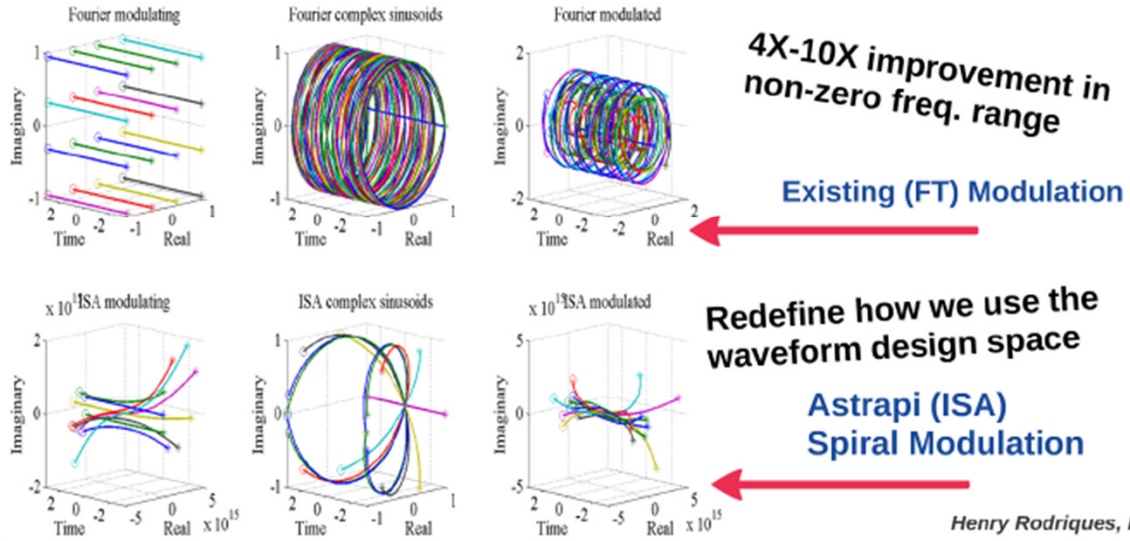 Fourier modulating
Fourier complex sinusoids
Fourier modulated
4X-10X improvement in
non-zero freq. range
Existing (FT) Modulation
Imaginary
1
0
-1
2
0
-2
Time
-1
0
1
Real
Imaginary
1
0
-1
2
0
-2
Time
-1
0
1
Real
Imaginary
2
0
-2
2
0
-2
Time
-2
0
2
Real
ISA modulating
ISA complex sinusoids
ISA modulated
Redefine how we use the
waveform design space
Astrapi (ISA)
Spiral Modulation
Imaginary
2
0
-2
2
0
-2
Time
-5
0
5
Real
x 10¹⁵
Imaginary
1
0
-1
2
0
-2
Time
-1
0
1
Real
Imaginary
5
0
-5
2
0
-2
Time
-5
0
5
Real
x 10¹⁵
Henry Rodriques,